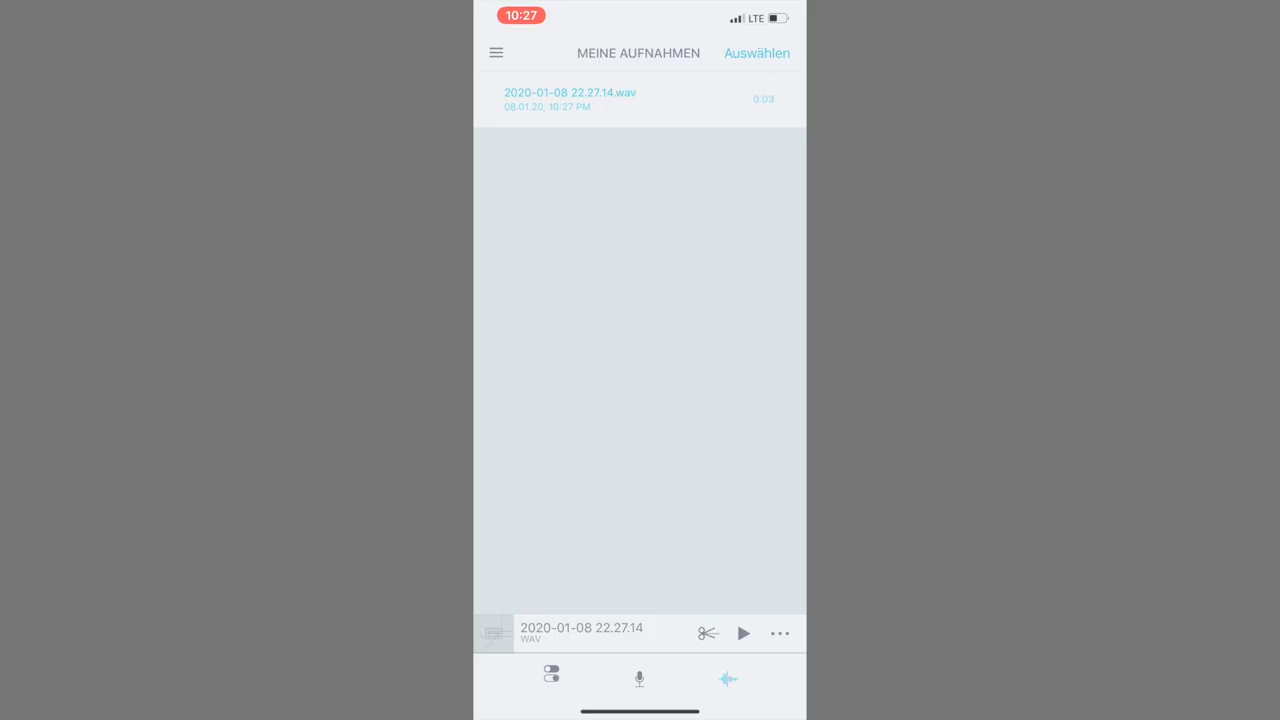 10:27
LTE
MEINE AUFNAHMEN
Auswählen
2020-01-08 22.27.14.wav
0:03
08.01.20, 10:27 PM
2020-01-08 22.27.14
WAV